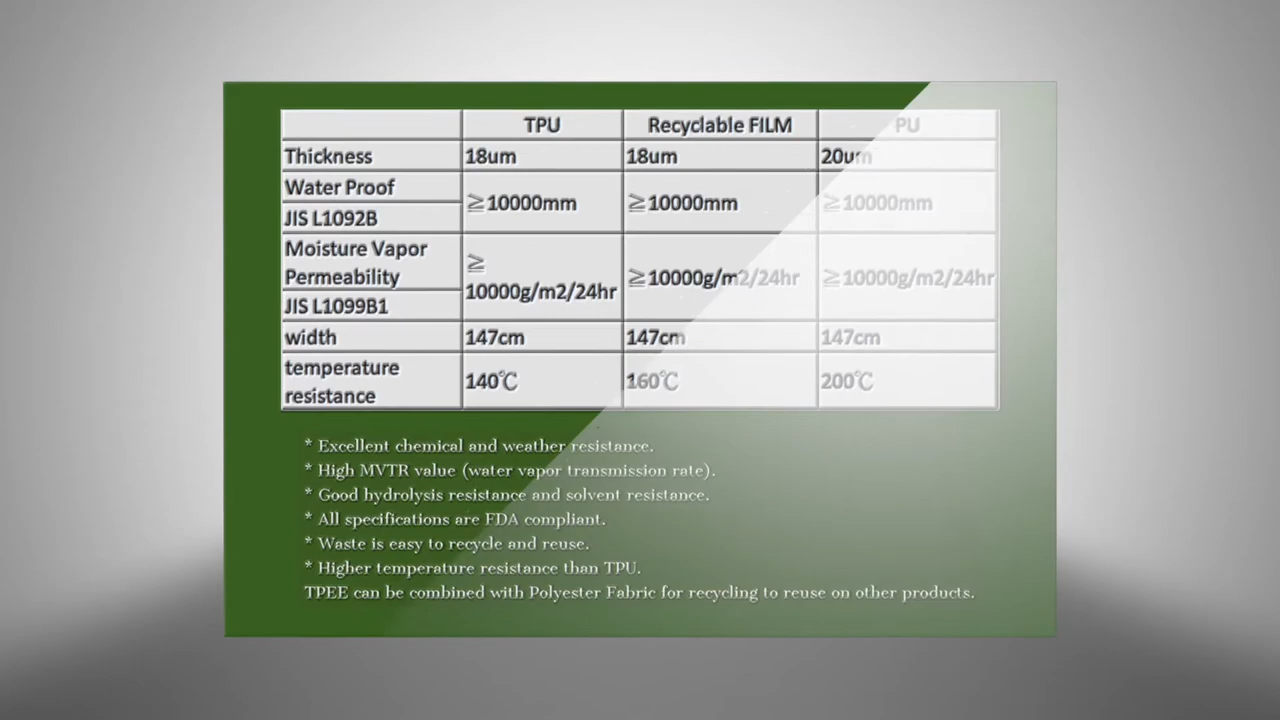 TPU Recyclable FILM PU
Thickness 18um 18um 20um
Water Proof
JIS L1092B
≧10000mm ≧10000mm ≧10000mm
Moisture Vapor
Permeability
JIS L1099B1
≧
10000g/m2/24hr ≧10000g/m2/24hr ≧10000g/m2/24hr
width 147cm 147cm 147cm
temperature
resistance
140℃ 160℃ 200℃
* Excellent chemical and weather resistance.
* High MVTR value (water vapor transmission rate).
* Good hydrolysis resistance and solvent resistance.
* All specifications are FDA compliant.
* Waste is easy to recycle and reuse.
* Higher temperature resistance than TPU.
TPEE can be combined with Polyester Fabric for recycling to reuse on other products.